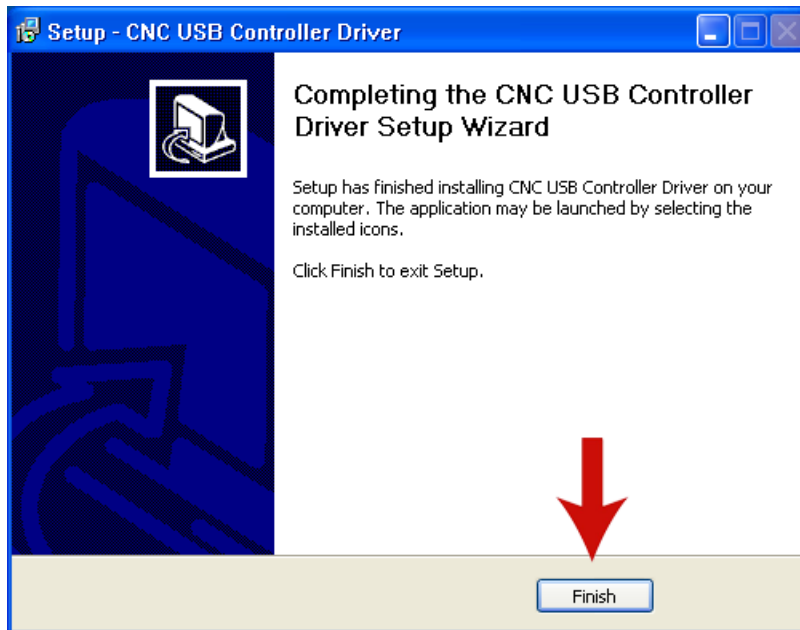 Setup - CNC USB Controller Driver
Completing the CNC USB Controller
Driver Setup Wizard
Setup has finished installing CNC USB Controller Driver on your
computer. The application may be launched by selecting the
installed icons.
Click Finish to exit Setup.
Finish